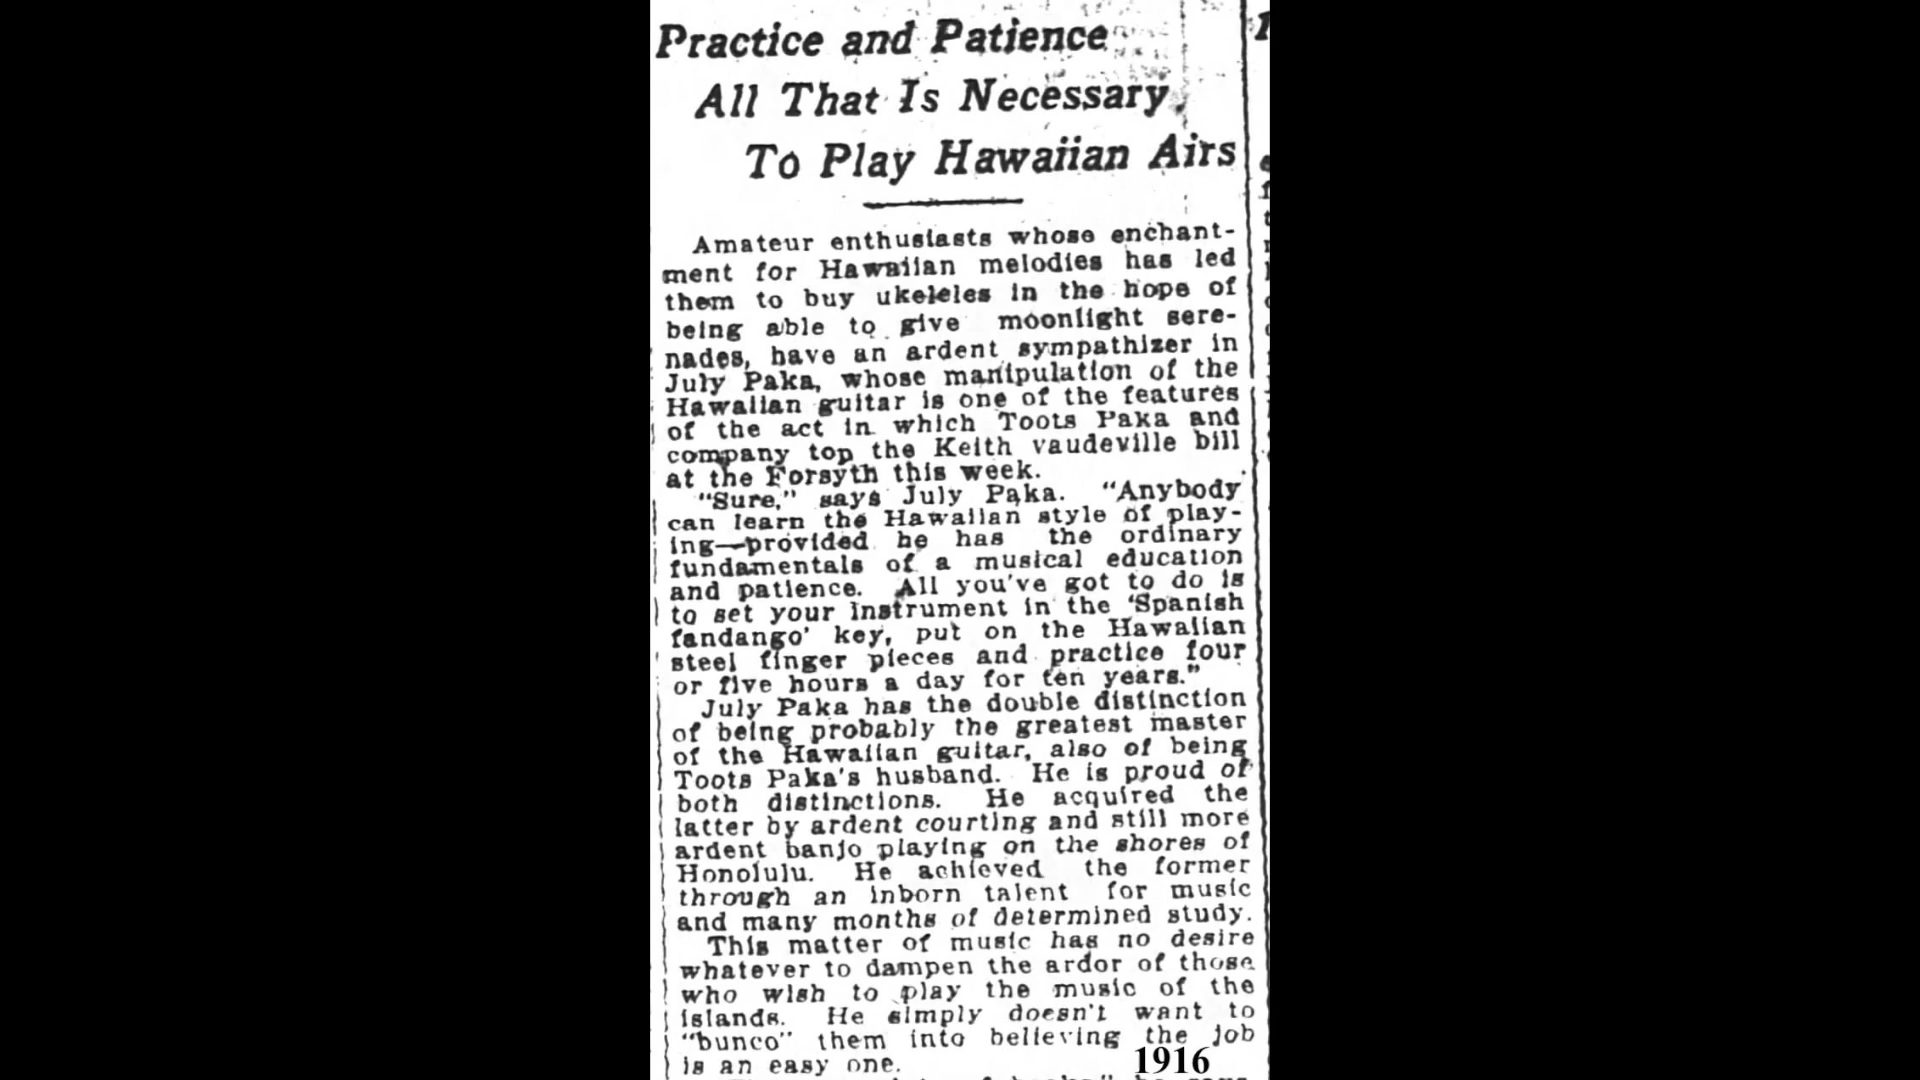 Practice and Patience
All That Is Necessary
To Play Hawaiian Airs
Amateur enthusiasts whose enchant-
ment for Hawaiian melodies has led
them to buy ukeleles in the hope of
being able to give moonlight sere-
nades, have an ardent sympathizer in
July Paka, whose manipulation of the
Hawaiian guitar is one of the features
of the act in which Toots Paka and
company top the Keith vaudeville bill
at the Forsyth this week.
"Sure," says July Paka. "Anybody
can learn the Hawaiian style of play-
ing—provided he has the ordinary
fundamentals of a musical education
and patience. All you've got to do is
to set your instrument in the 'Spanish
fandango' key, put on the Hawaiian
steel finger pieces and practice four
or five hours a day for ten years."
July Paka has the double distinction
of being probably the greatest master
of the Hawaiian guitar, also of being
Toots Paka's husband. He is proud of
both distinctions. He acquired the
latter by ardent courting and still more
ardent banjo playing on the shores of
Honolulu. He achieved the former
through an inborn talent for music
and many months of determined study.
This matter of music has no desire
whatever to dampen the ardor of those
who wish to play the music of the
islands. He simply doesn't want to
"bunco" them into believing the job
is an easy one.
1916